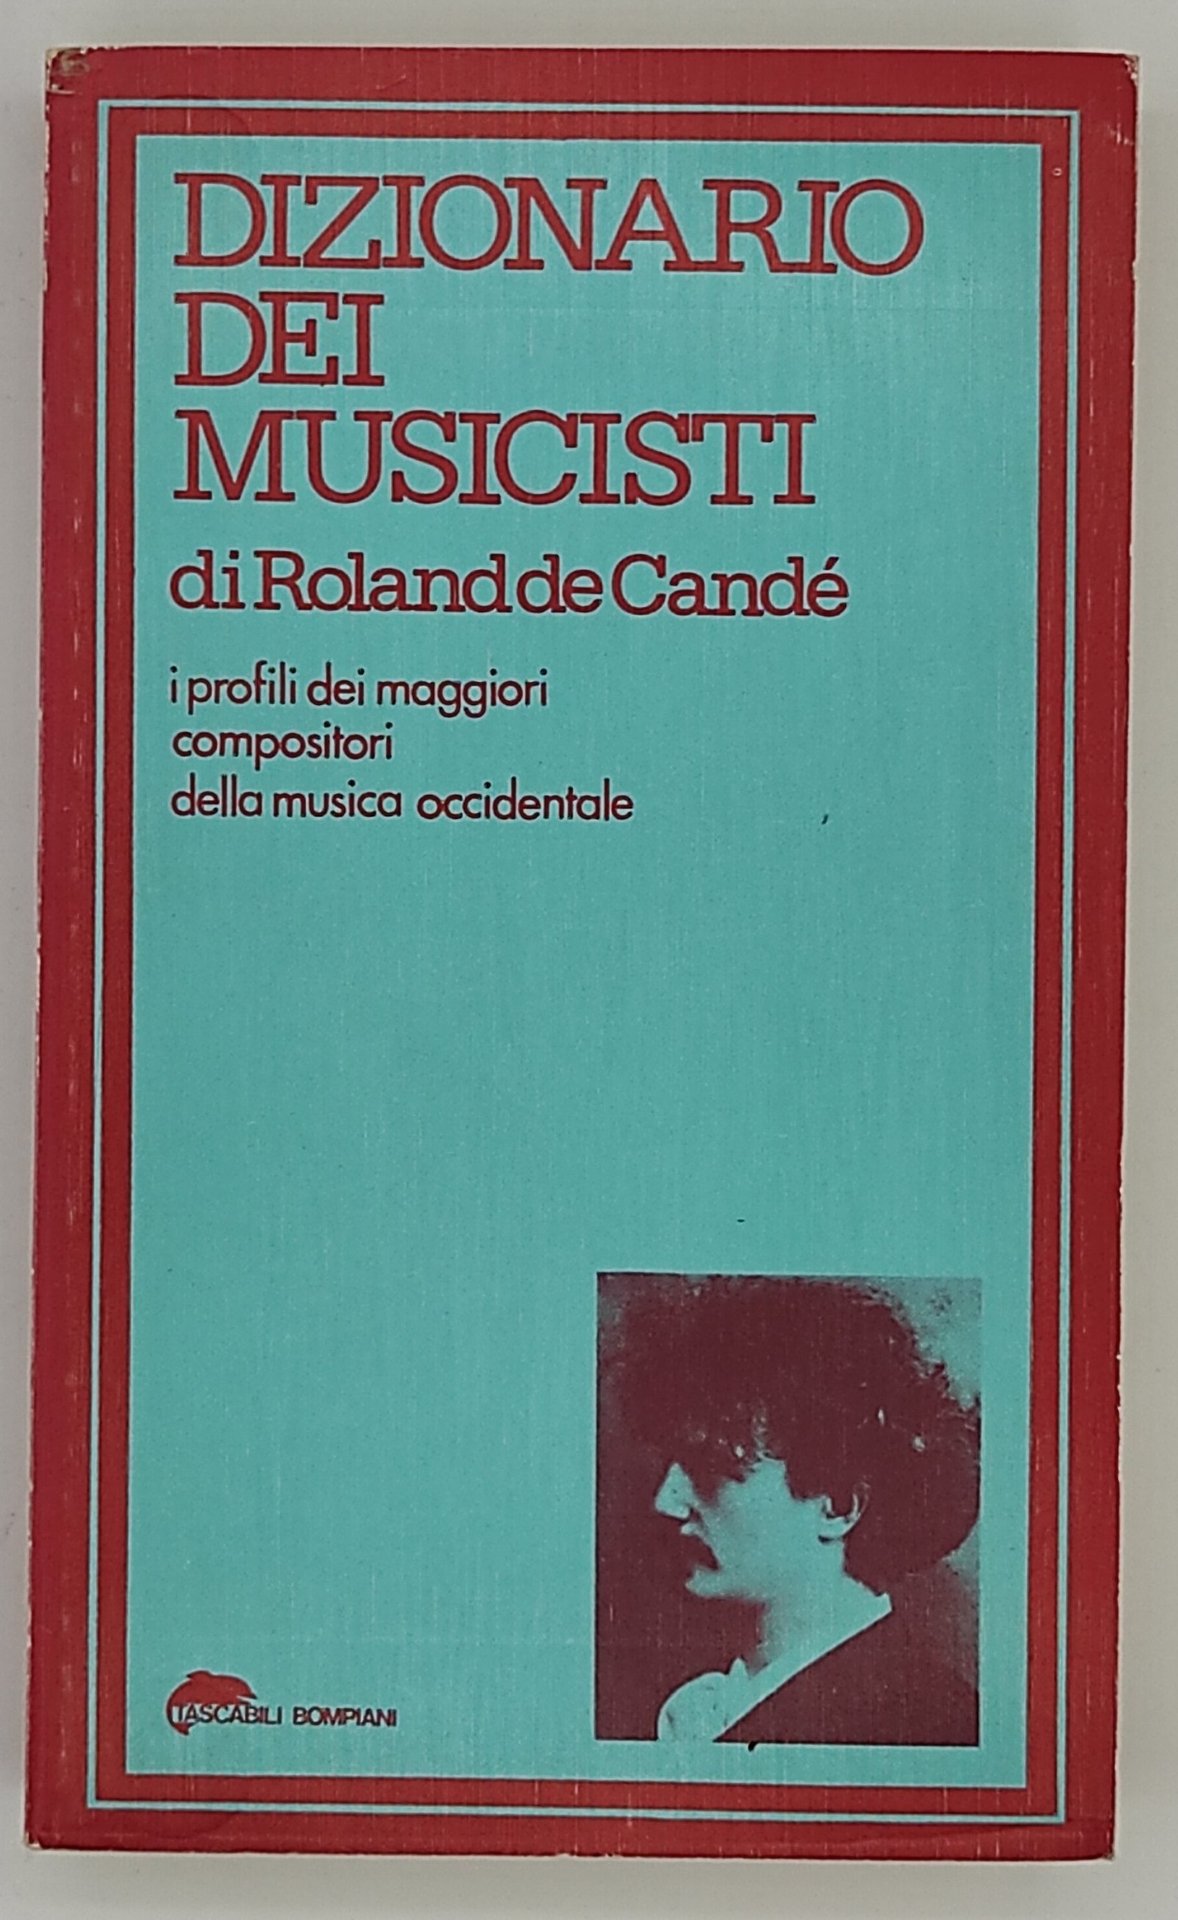 DIZIONARIO
DEI
MUSICISTI
di Roland de Candé
i profili dei maggiori
compositori
della musica occidentale
TASCABILI BOMPIANI